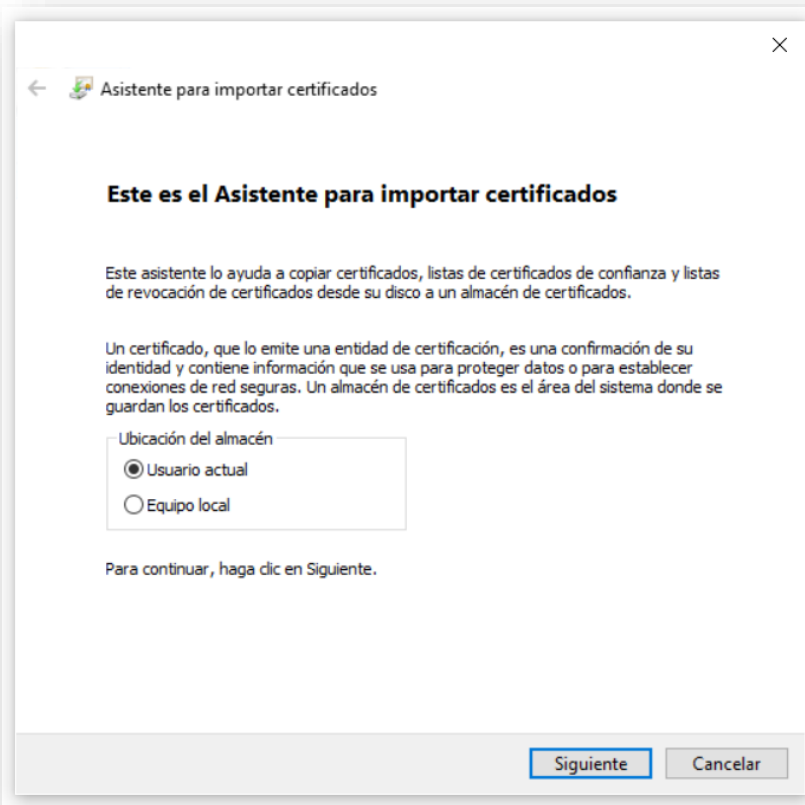 Asistente para importar certificados
Este es el Asistente para importar certificados
Este asistente lo ayuda a copiar certificados, listas de certificados de confianza y listas
de revocación de certificados desde su disco a un almacén de certificados.
Un certificado, que lo emite una entidad de certificación, es una confirmación de su
identidad y contiene información que se usa para proteger datos o para establecer
conexiones de red seguras. Un almacén de certificados es el área del sistema donde se
guardan los certificados.
Ubicación del almacén
Usuario actual
Equipo local
Para continuar, haga clic en Siguiente.
Siguiente
Cancelar